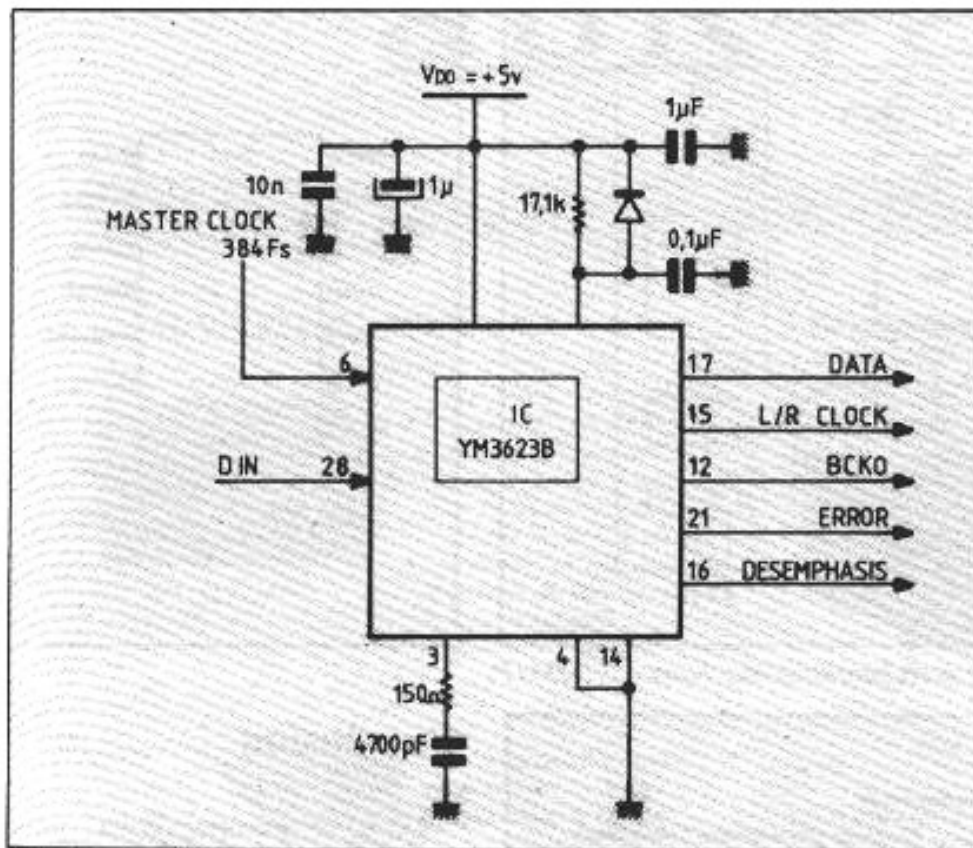 VDD = +5v
1µF
10n
1µ
17,1k
MASTER CLOCK
384Fs
0,1µF
6
17 DATA
IC
15 L/R CLOCK
YM3623B
D IN 28
12 BCKO
21 ERROR
16 DESEMPHASIS
3
4
14
150Ω
4700pF